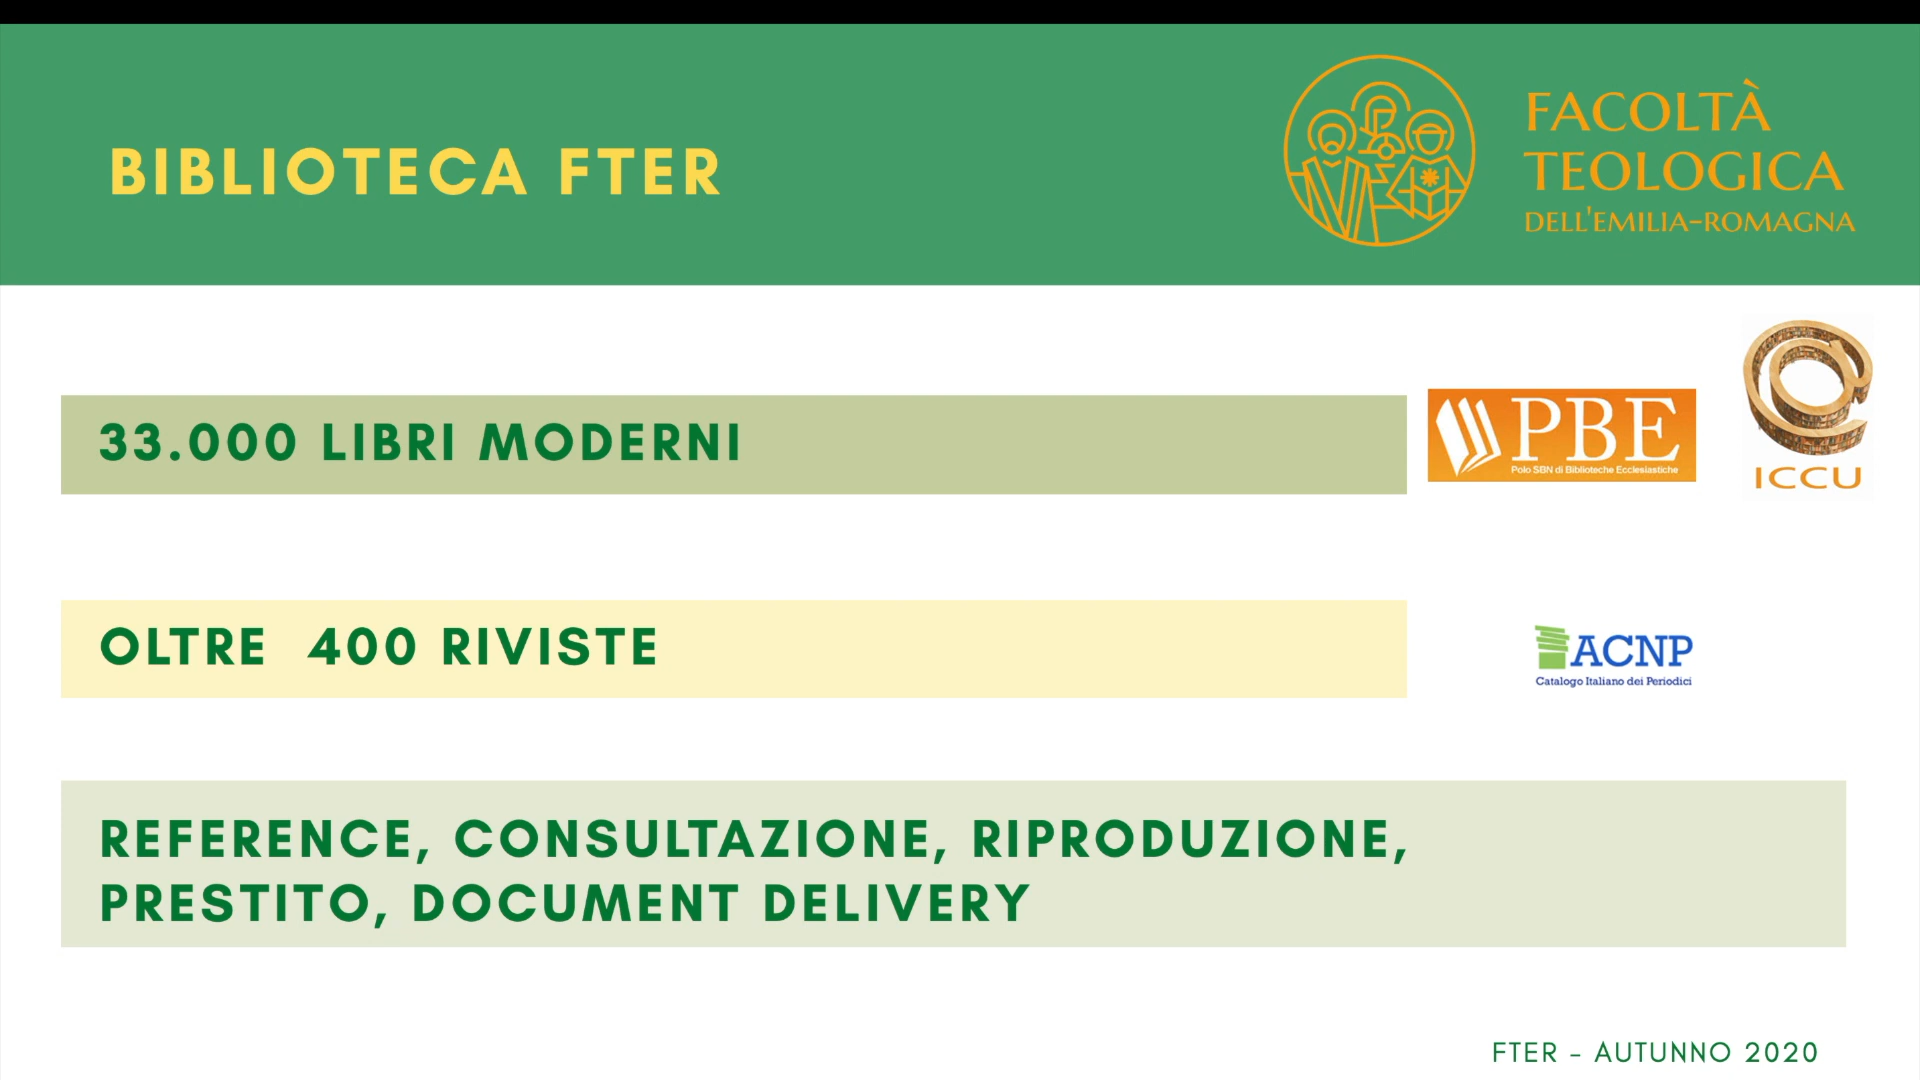 BIBLIOTECA FTER
FACOLTÀ
TEOLOGICA
DELL'EMILIA-ROMAGNA
33.000 LIBRI MODERNI
PBE
Polo SBN di Biblioteche Ecclesiastiche
ICCU
OLTRE 400 RIVISTE
ACNP
Catalogo Italiano dei Periodici
REFERENCE, CONSULTAZIONE, RIPRODUZIONE,
PRESTITO, DOCUMENT DELIVERY
FTER - AUTUNNO 2020